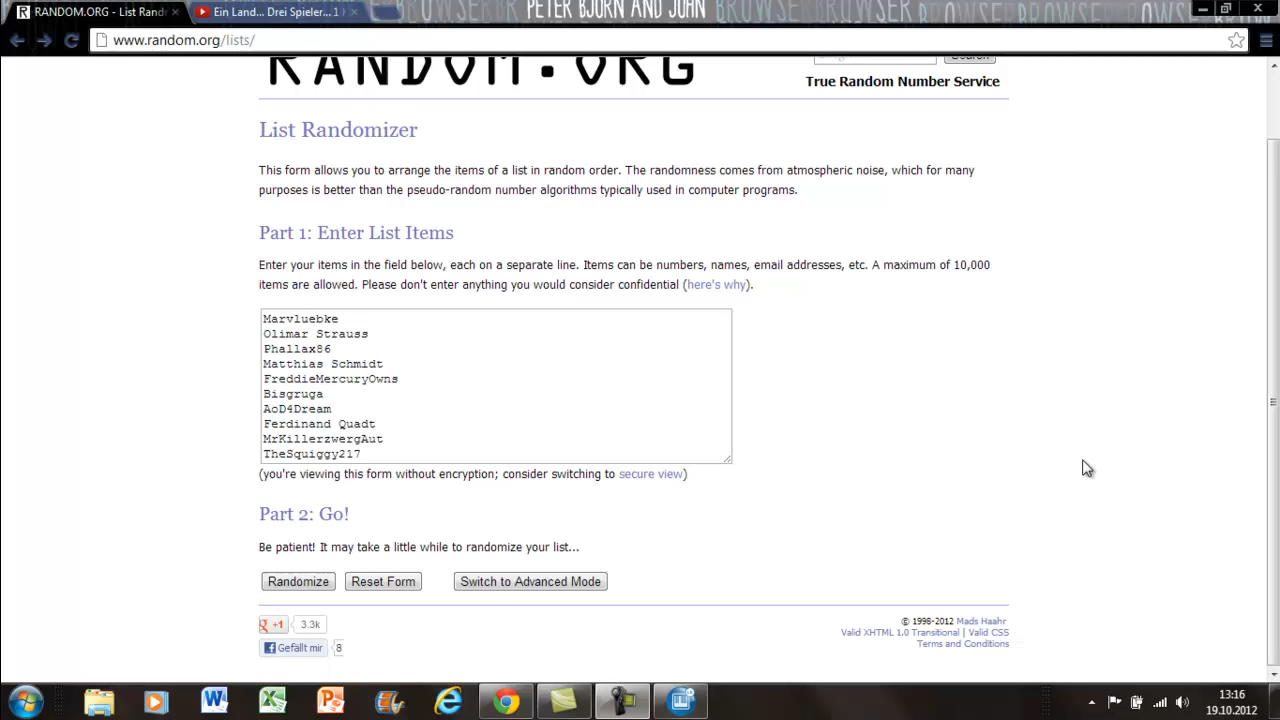 PETER BJORN AND JOHN
RANDOM.ORG - List Rand
Ein Land... Drei Spieler... 1
www.random.org/lists/
RANDOM.ORG
Search
True Random Number Service
List Randomizer
This form allows you to arrange the items of a list in random order. The randomness comes from atmospheric noise, which for many
purposes is better than the pseudo-random number algorithms typically used in computer programs.
Part 1: Enter List Items
Enter your items in the field below, each on a separate line. Items can be numbers, names, email addresses, etc. A maximum of 10,000
items are allowed. Please don't enter anything you would consider confidential (here's why).
Marvluebke
Olimar Strauss
Phallax86
Matthias Schmidt
FreddieMercuryOwns
Bisgruga
AoD4Dream
Ferdinand Quadt
MrKillerzwergAut
TheSquiggy217
(you're viewing this form without encryption; consider switching to secure view)
Part 2: Go!
Be patient! It may take a little while to randomize your list...
Randomize Reset Form Switch to Advanced Mode
+1 3.3k
Gefällt mir 8
© 1998-2012 Mads Haahr
Valid XHTML 1.0 Transitional | Valid CSS
Terms and Conditions
13:16
19.10.2012